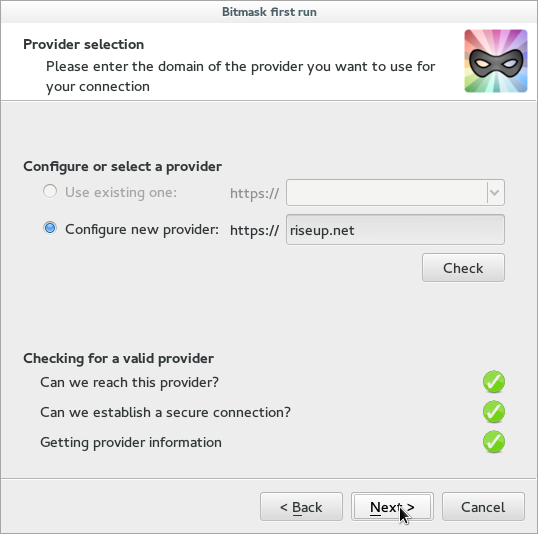 Bitmask first run
Provider selection
Please enter the domain of the provider you want to use for
your connection
Configure or select a provider
Use existing one: https://
Configure new provider: https:// riseup.net
Check
Checking for a valid provider
Can we reach this provider?
Can we establish a secure connection?
Getting provider information
< Back Next > Cancel